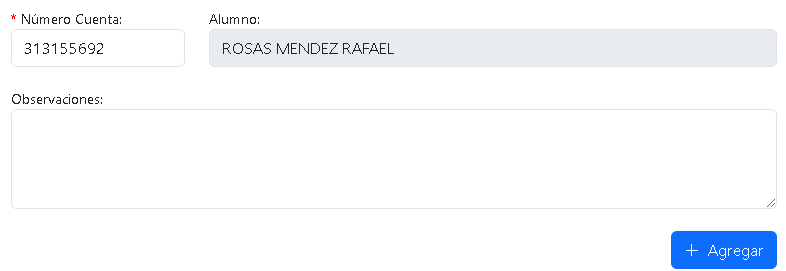 * Número Cuenta:
Alumno:
313155692
ROSAS MENDEZ RAFAEL
Observaciones:
+ Agregar